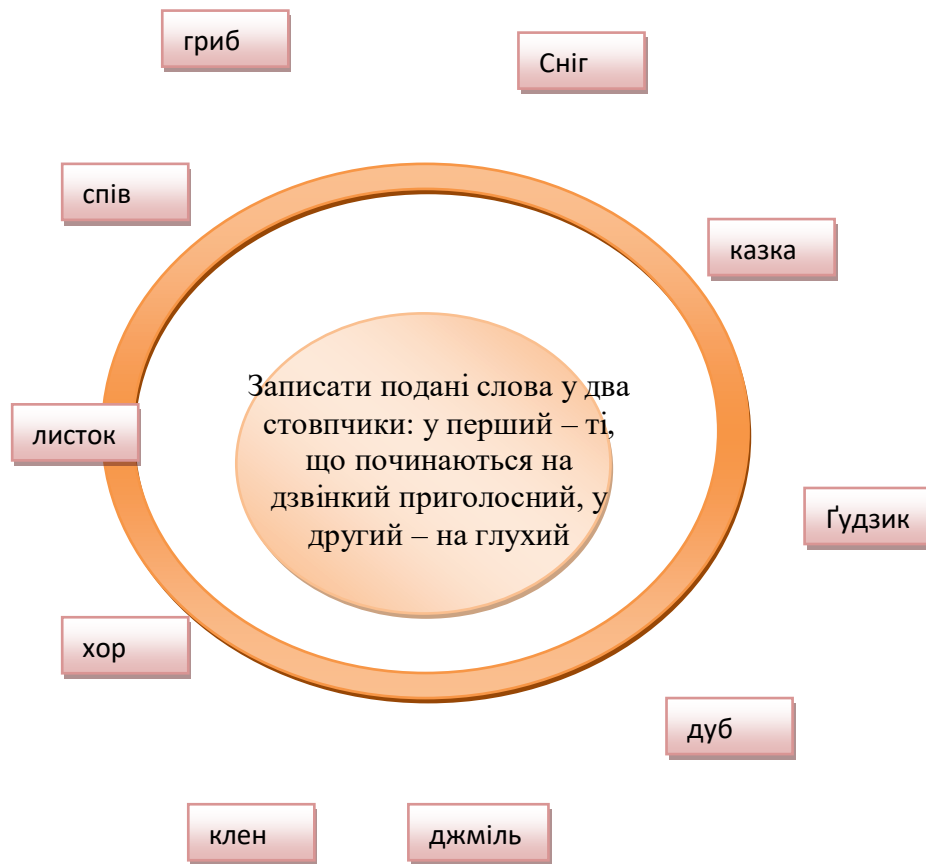 гриб
Сніг
спів
казка
Записати подані слова у два
стовпчики: у перший – ті,
що починаються на
дзвінкий приголосний, у
другий – на глухий
листок
Ґудзик
хор
дуб
клен
джміль